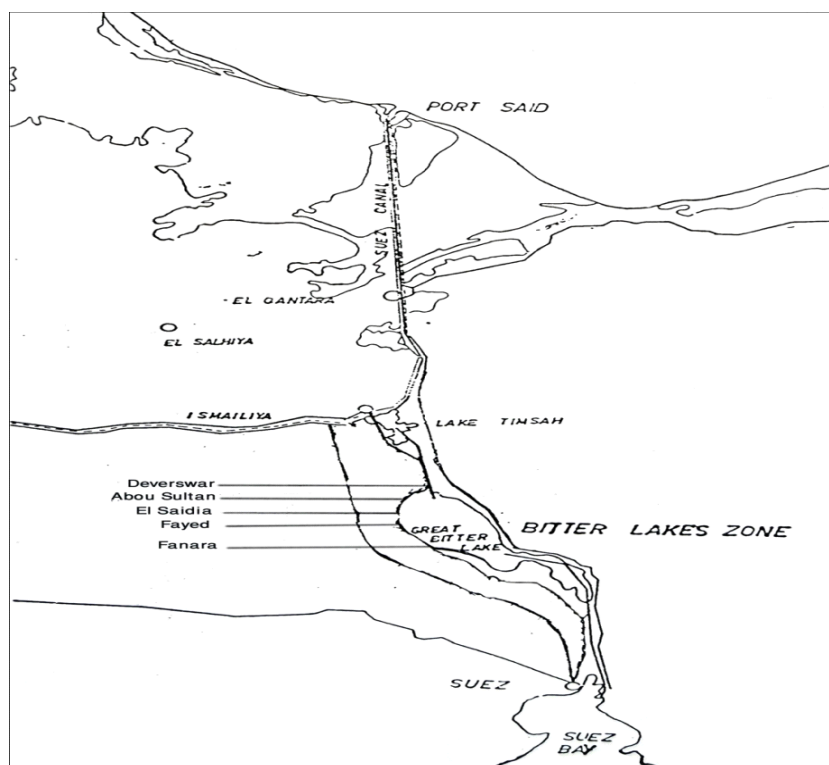 PORT SAID
SUEZ CANAL
EL QANTARA
EL SALHIYA
ISMAILIYA
LAKE TIMSAH
Deverswar
Abou Sultan
El Saidia
Fayed
Fanara
GREAT
BITTER
LAKE
BITTER LAKES ZONE
SUEZ
SUEZ
BAY